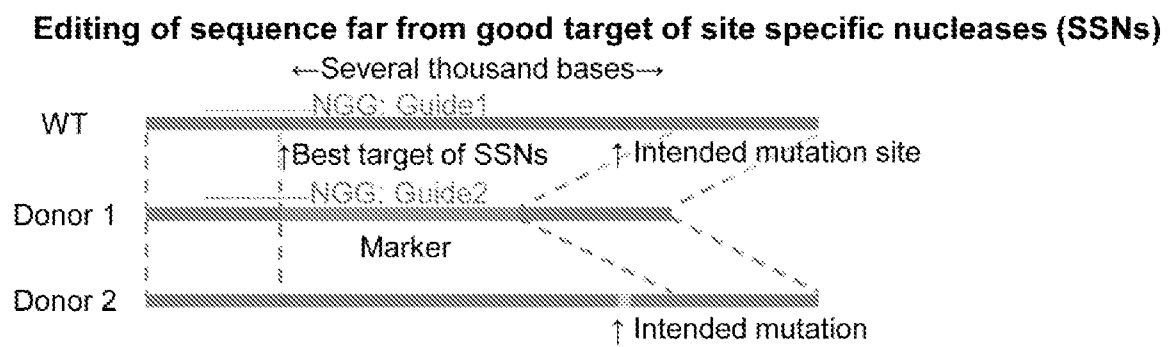 Editing of sequence far from good target of site specific nucleases (SSNs)
←Several thousand bases→
NGG: Guide1
WT
↑Best target of SSNs
↑ Intended mutation site
NGG: Guide2
Donor 1
Marker
Donor 2
↑ Intended mutation